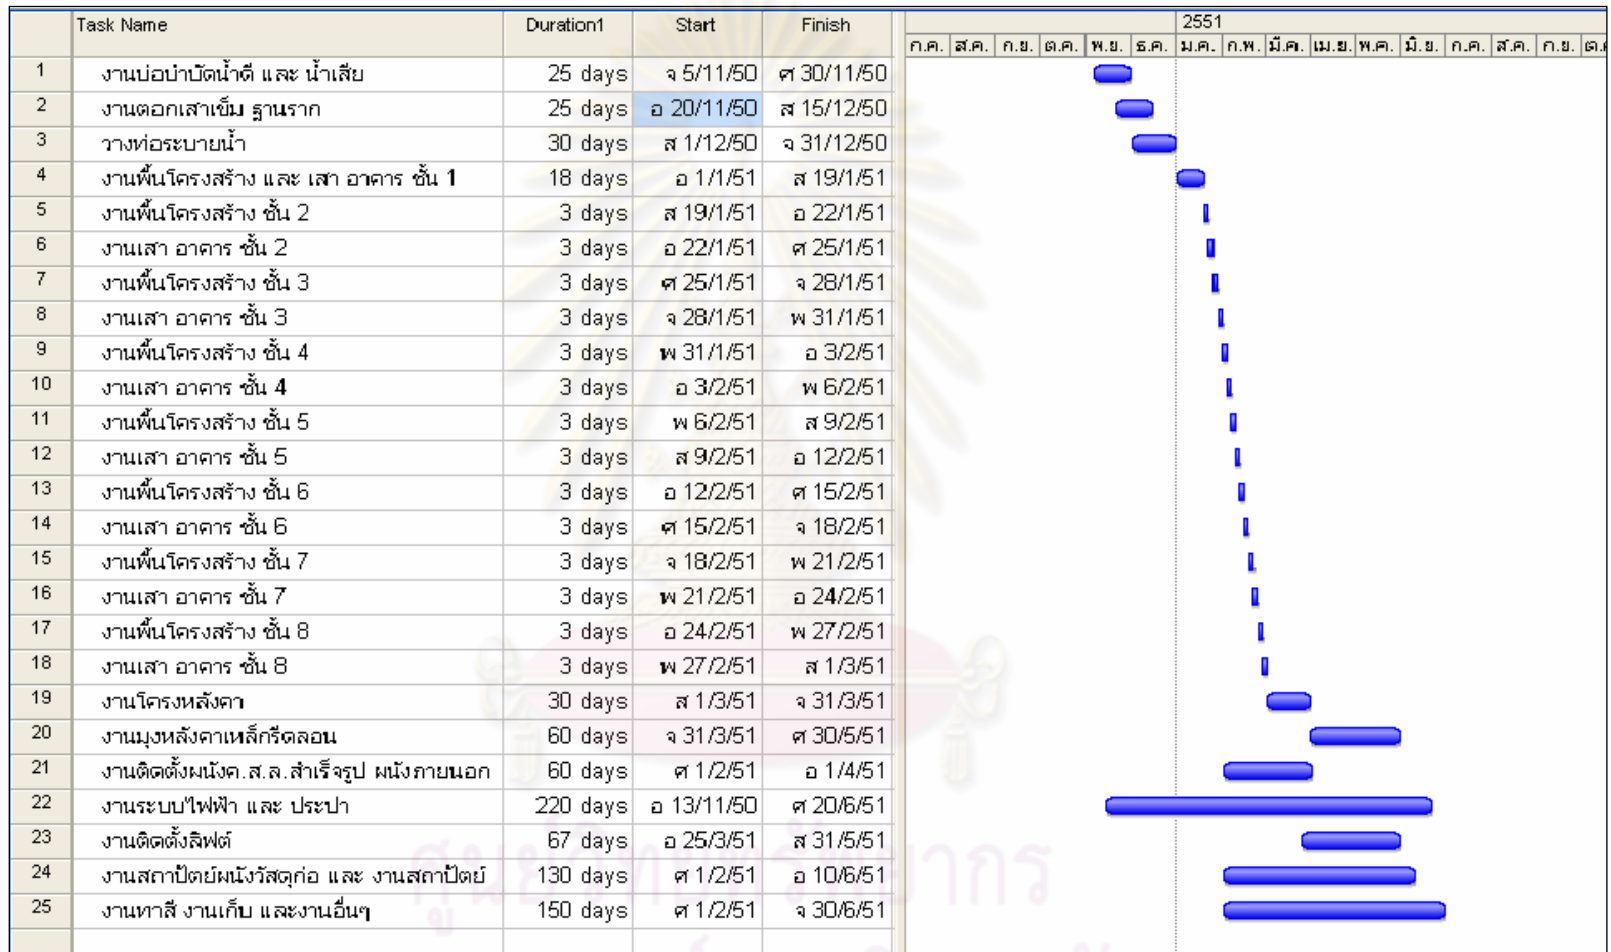 Task Name Duration1 Start Finish 2551
ก.ค. ส.ค. ก.ย. ต.ค. พ.ย. ธ.ค. ม.ค. ก.พ. มี.ค. เม.ย. พ.ค. มิ.ย. ก.ค. ส.ค. ก.ย.
1 งานบ่อบำบัดน้ำดี และ น้ำเสีย 25 days จ 5/11/50 ศ 30/11/50
2 งานตอกเสาเข็ม ฐานราก 25 days อ 20/11/50 ส 15/12/50
3 วางท่อระบายน้ำ 30 days ส 1/12/50 จ 31/12/50
4 งานพื้นโครงสร้าง และ เสา อาคาร ชั้น 1 18 days อ 1/1/51 ส 19/1/51
5 งานพื้นโครงสร้าง ชั้น 2 3 days ส 19/1/51 อ 22/1/51
6 งานเสา อาคาร ชั้น 2 3 days อ 22/1/51 ศ 25/1/51
7 งานพื้นโครงสร้าง ชั้น 3 3 days ศ 25/1/51 จ 28/1/51
8 งานเสา อาคาร ชั้น 3 3 days จ 28/1/51 พ 31/1/51
9 งานพื้นโครงสร้าง ชั้น 4 3 days พ 31/1/51 อ 3/2/51
10 งานเสา อาคาร ชั้น 4 3 days อ 3/2/51 พ 6/2/51
11 งานพื้นโครงสร้าง ชั้น 5 3 days พ 6/2/51 ส 9/2/51
12 งานเสา อาคาร ชั้น 5 3 days ส 9/2/51 อ 12/2/51
13 งานพื้นโครงสร้าง ชั้น 6 3 days อ 12/2/51 ศ 15/2/51
14 งานเสา อาคาร ชั้น 6 3 days ศ 15/2/51 จ 18/2/51
15 งานพื้นโครงสร้าง ชั้น 7 3 days จ 18/2/51 พ 21/2/51
16 งานเสา อาคาร ชั้น 7 3 days พ 21/2/51 อ 24/2/51
17 งานพื้นโครงสร้าง ชั้น 8 3 days อ 24/2/51 พ 27/2/51
18 งานเสา อาคาร ชั้น 8 3 days พ 27/2/51 ส 1/3/51
19 งานโครงหลังคา 30 days ส 1/3/51 จ 31/3/51
20 งานมุงหลังคาเหล็กรีดลอน 60 days จ 31/3/51 ศ 30/5/51
21 งานติดตั้งผนังค.ส.ล.สำเร็จรูป ผนังภายนอก 60 days ศ 1/2/51 อ 1/4/51
22 งานระบบไฟฟ้า และ ประปา 220 days อ 13/11/50 ศ 20/6/51
23 งานติดตั้งลิฟต์ 67 days อ 25/3/51 ส 31/5/51
24 งานสถาปัตย์ผนังวัสดุก่อ และ งานสถาปัตย์ 130 days ศ 1/2/51 อ 10/6/51
25 งานทาสี งานเก็บ และงานอื่นๆ 150 days ศ 1/2/51 จ 30/6/51
ศูนย์วิทยทรัพยากร